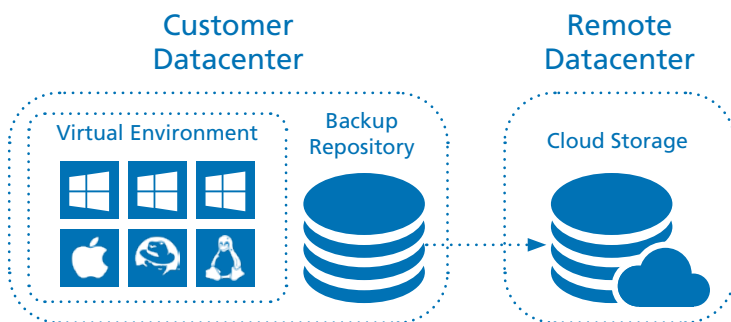 Customer
Datacenter
Remote
Datacenter
Virtual Environment
Backup
Repository
Cloud Storage